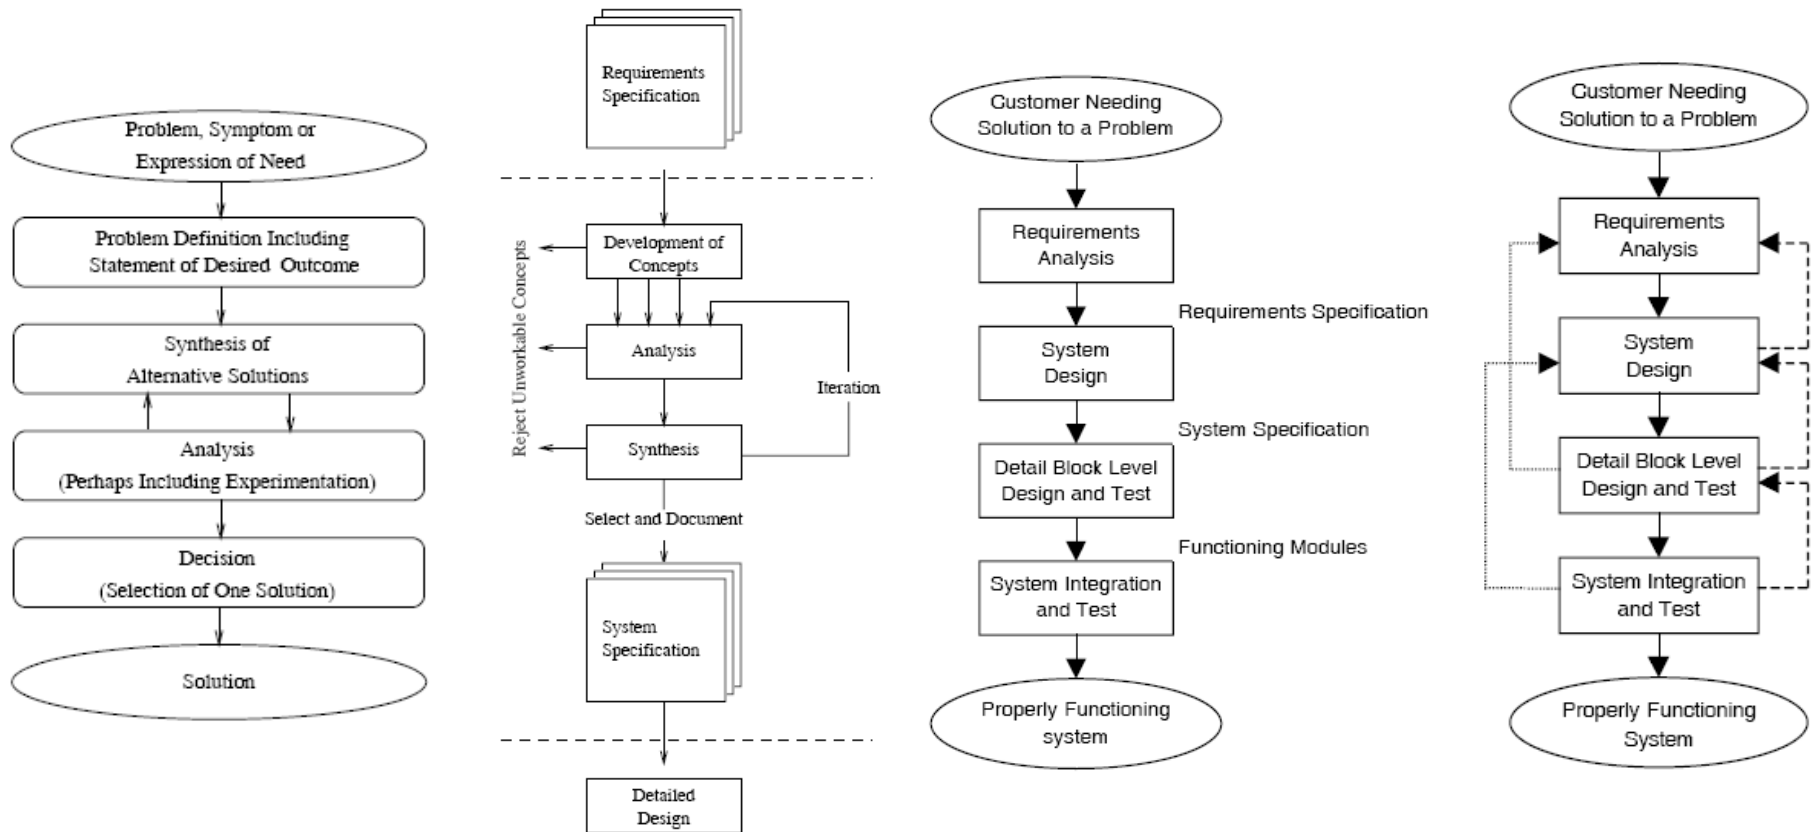 Problem, Symptom or
Expression of Need
Problem Definition Including
Statement of Desired Outcome
Synthesis of
Alternative Solutions
Analysis
(Perhaps Including Experimentation)
Decision
(Selection of One Solution)
Solution
Requirements
Specification
Development of
Concepts
Reject Unworkable Concepts
Analysis
Iteration
Synthesis
Select and Document
System
Specification
Detailed
Design
Customer Needing
Solution to a Problem
Requirements
Analysis
Requirements Specification
System
Design
System Specification
Detail Block Level
Design and Test
Functioning Modules
System Integration
and Test
Properly Functioning
system
Customer Needing
Solution to a Problem
Requirements
Analysis
System
Design
Detail Block Level
Design and Test
System Integration
and Test
Properly Functioning
System